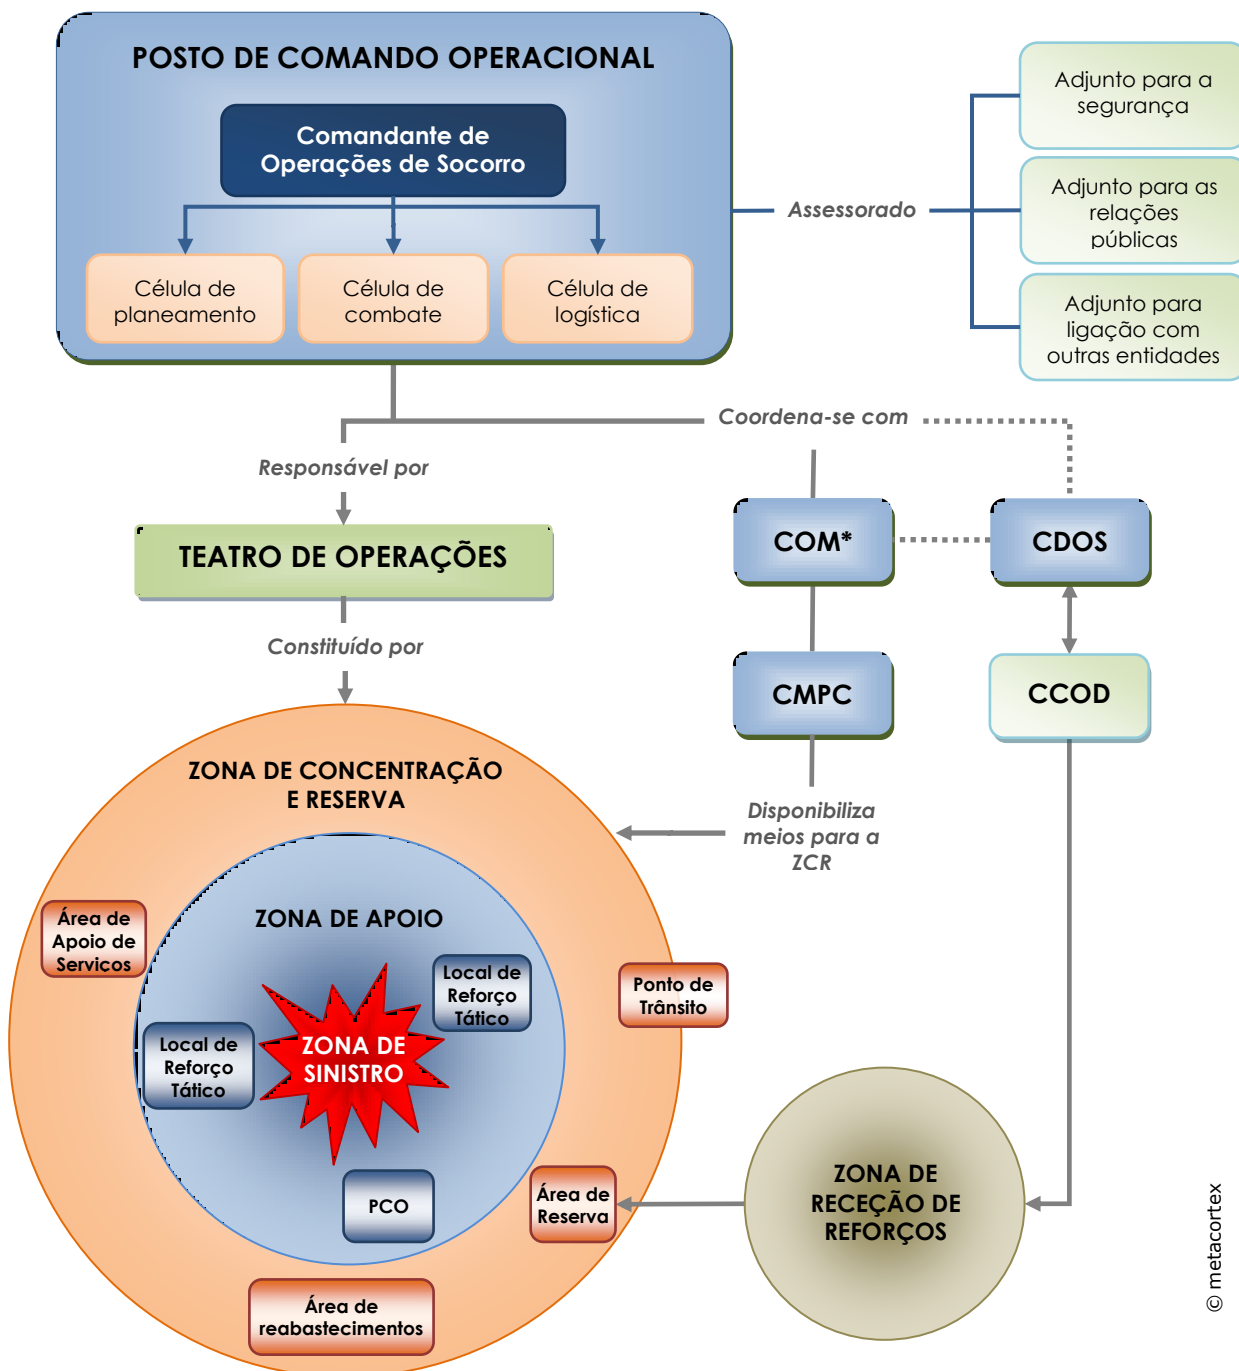 POSTO DE COMANDO OPERACIONAL
Comandante de
Operações de Socorro
Célula de
planeamento
Célula de
combate
Célula de
logística
Assessorado
Adjunto para a
segurança
Adjunto para as
relações
públicas
Adjunto para
ligação com
outras entidades
Coordena-se com
Responsável por
TEATRO DE OPERAÇÕES
COM*
CDOS
Constituído por
CMPC
CCOD
ZONA DE CONCENTRAÇÃO
E RESERVA
Disponibiliza
meios para a
ZCR
ZONA DE APOIO
Área de
Apoio de
Servicos
Local de
Reforço
Tático
Ponto de
Trânsito
Local de
Reforço
Tático
ZONA DE
SINISTRO
PCO
Área de
Reserva
ZONA DE
RECEÇÃO DE
REFORÇOS
Área de
reabastecimentos
© metacortex